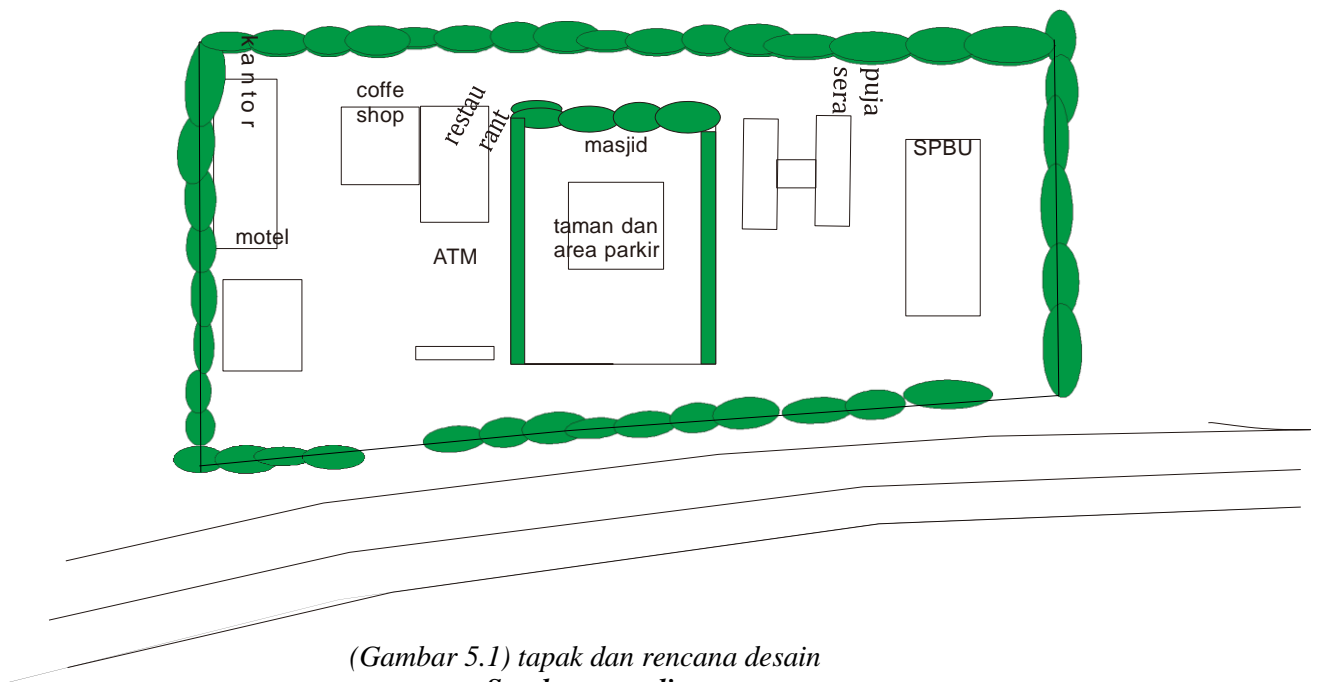 kantor
coffe
shop
restau
rant
masjid
puja
sera
SPBU
motel
ATM
taman dan
area parkir
(Gambar 5.1) tapak dan rencana desain